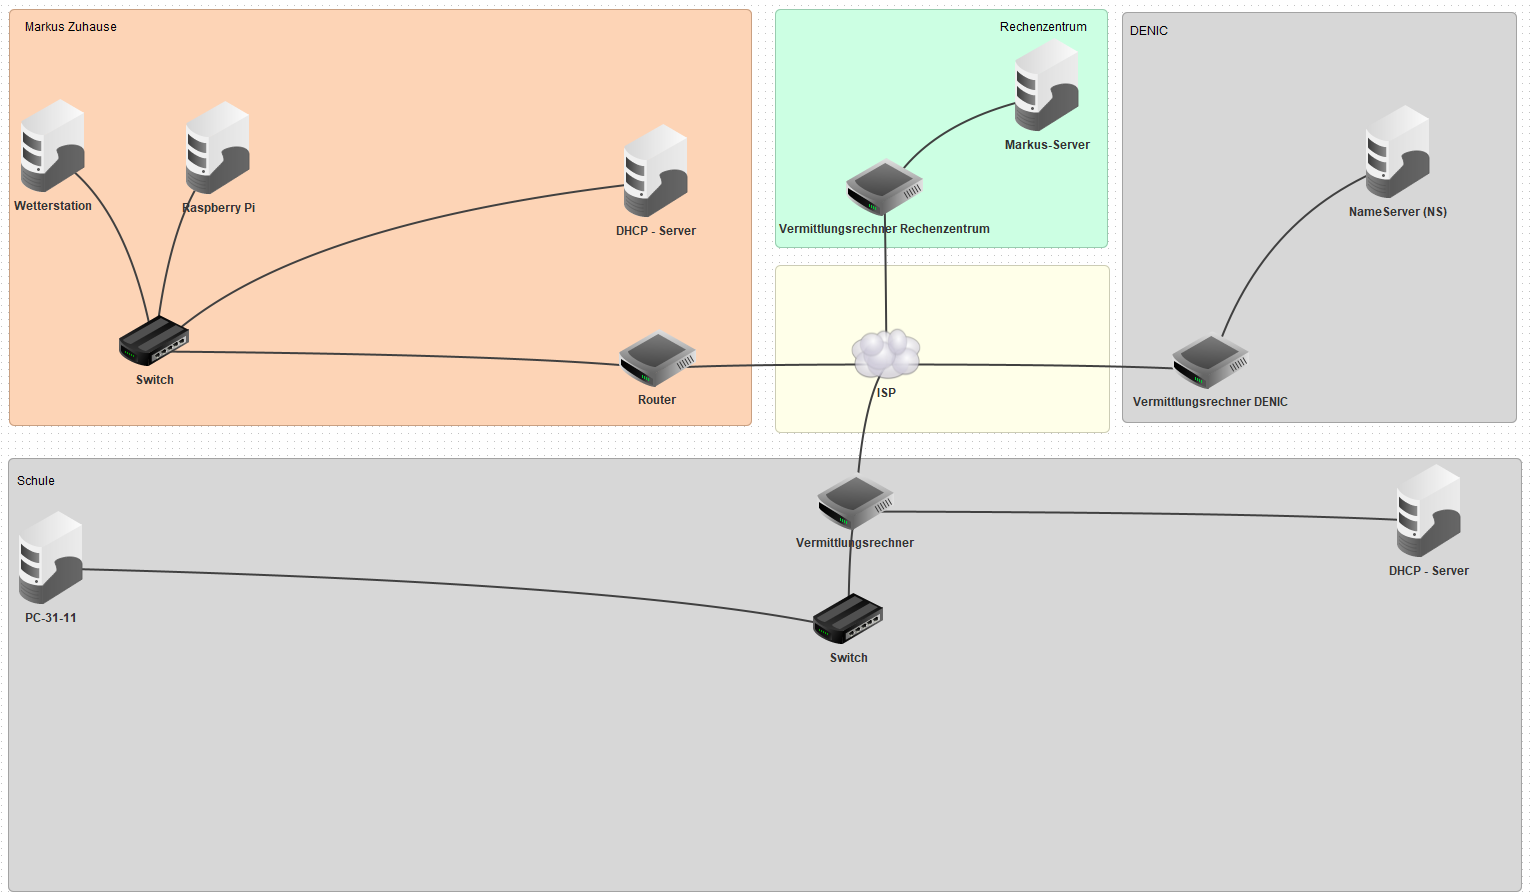 Markus Zuhause
Wetterstation
Raspberry Pi
DHCP - Server
Switch
Router
Rechenzentrum
Markus-Server
Vermittlungsrechner Rechenzentrum
ISP
DENIC
NameServer (NS)
Vermittlungsrechner DENIC
Schule
PC-31-11
Vermittlungsrechner
DHCP - Server
Switch